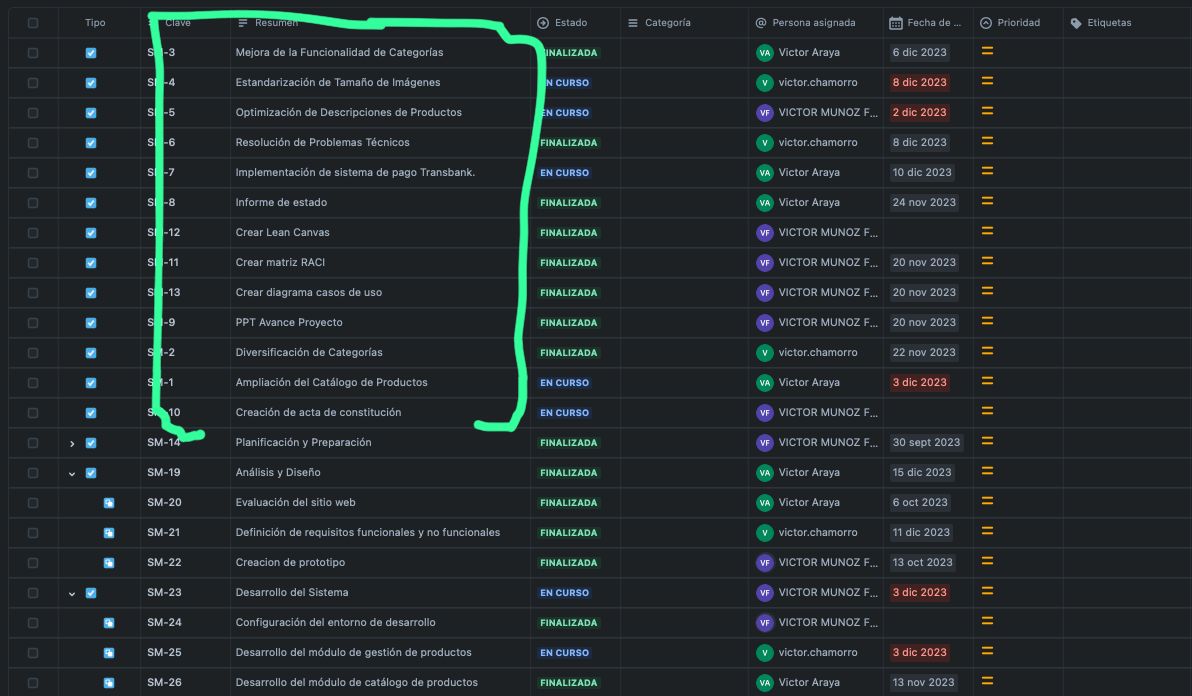 Tipo Clave Resumen Estado Categoría Persona asignada Fecha de ... Prioridad Etiquetas
SM-3 Mejora de la Funcionalidad de Categorías FINALIZADA VA Victor Araya 6 dic 2023
SM-4 Estandarización de Tamaño de Imágenes EN CURSO V victor.chamorro 8 dic 2023
SM-5 Optimización de Descripciones de Productos EN CURSO VF VICTOR MUNOZ F... 2 dic 2023
SM-6 Resolución de Problemas Técnicos FINALIZADA V victor.chamorro 8 dic 2023
SM-7 Implementación de sistema de pago Transbank. EN CURSO VA Victor Araya 10 dic 2023
SM-8 Informe de estado FINALIZADA VA Victor Araya 24 nov 2023
SM-12 Crear Lean Canvas FINALIZADA VF VICTOR MUNOZ F...
SM-11 Crear matriz RACI FINALIZADA VF VICTOR MUNOZ F... 20 nov 2023
SM-13 Crear diagrama casos de uso FINALIZADA VF VICTOR MUNOZ F... 20 nov 2023
SM-9 PPT Avance Proyecto FINALIZADA VF VICTOR MUNOZ F... 20 nov 2023
SM-2 Diversificación de Categorías FINALIZADA V victor.chamorro 22 nov 2023
SM-1 Ampliación del Catálogo de Productos EN CURSO VA Victor Araya 3 dic 2023
SM-10 Creación de acta de constitución EN CURSO VF VICTOR MUNOZ F...
SM-14 Planificación y Preparación FINALIZADA VF VICTOR MUNOZ F... 30 sept 2023
SM-19 Análisis y Diseño FINALIZADA VA Victor Araya 15 dic 2023
SM-20 Evaluación del sitio web FINALIZADA VA Victor Araya 6 oct 2023
SM-21 Definición de requisitos funcionales y no funcionales FINALIZADA V victor.chamorro 11 dic 2023
SM-22 Creacion de prototipo FINALIZADA VF VICTOR MUNOZ F... 13 oct 2023
SM-23 Desarrollo del Sistema EN CURSO VF VICTOR MUNOZ F... 3 dic 2023
SM-24 Configuración del entorno de desarrollo FINALIZADA VF VICTOR MUNOZ F...
SM-25 Desarrollo del módulo de gestión de productos EN CURSO V victor.chamorro 3 dic 2023
SM-26 Desarrollo del módulo de catálogo de productos FINALIZADA VA Victor Araya 13 nov 2023